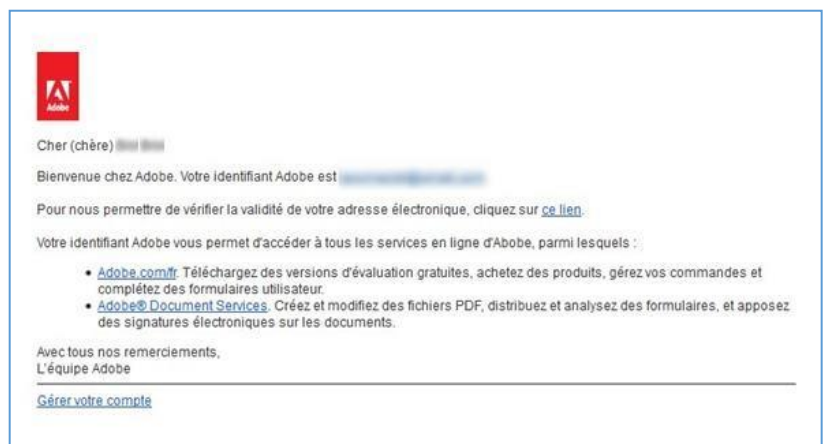 Adobe
Cher (chère)
Bienvenue chez Adobe. Votre identifiant Adobe est
Pour nous permettre de vérifier la validité de votre adresse électronique, cliquez sur ce lien.
Votre identifiant Adobe vous permet d'accéder à tous les services en ligne d'Abobe, parmi lesquels :
• Adobe.com/fr. Téléchargez des versions d'évaluation gratuites, achetez des produits, gérez vos commandes et
complétez des formulaires utilisateur.
• Adobe® Document Services. Créez et modifiez des fichiers PDF, distribuez et analysez des formulaires, et apposez
des signatures électroniques sur les documents.
Avec tous nos remerciements,
L'équipe Adobe
Gérer votre compte